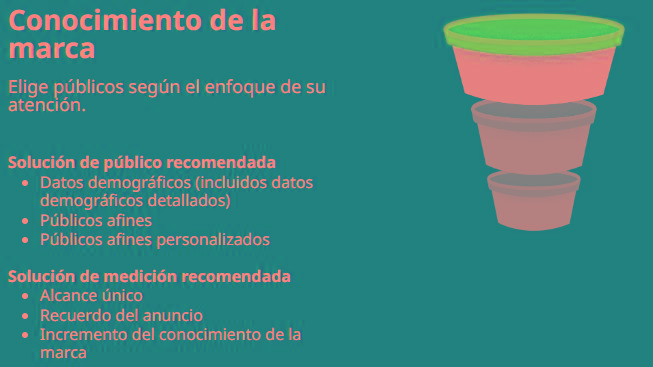 Conocimiento de la
marca
Elige públicos según el enfoque de su
atención.
Solución de público recomendada
• Datos demográficos (incluidos datos
demográficos detallados)
• Públicos afines
• Públicos afines personalizados
Solución de medición recomendada
• Alcance único
• Recuerdo del anuncio
• Incremento del conocimiento de la
marca